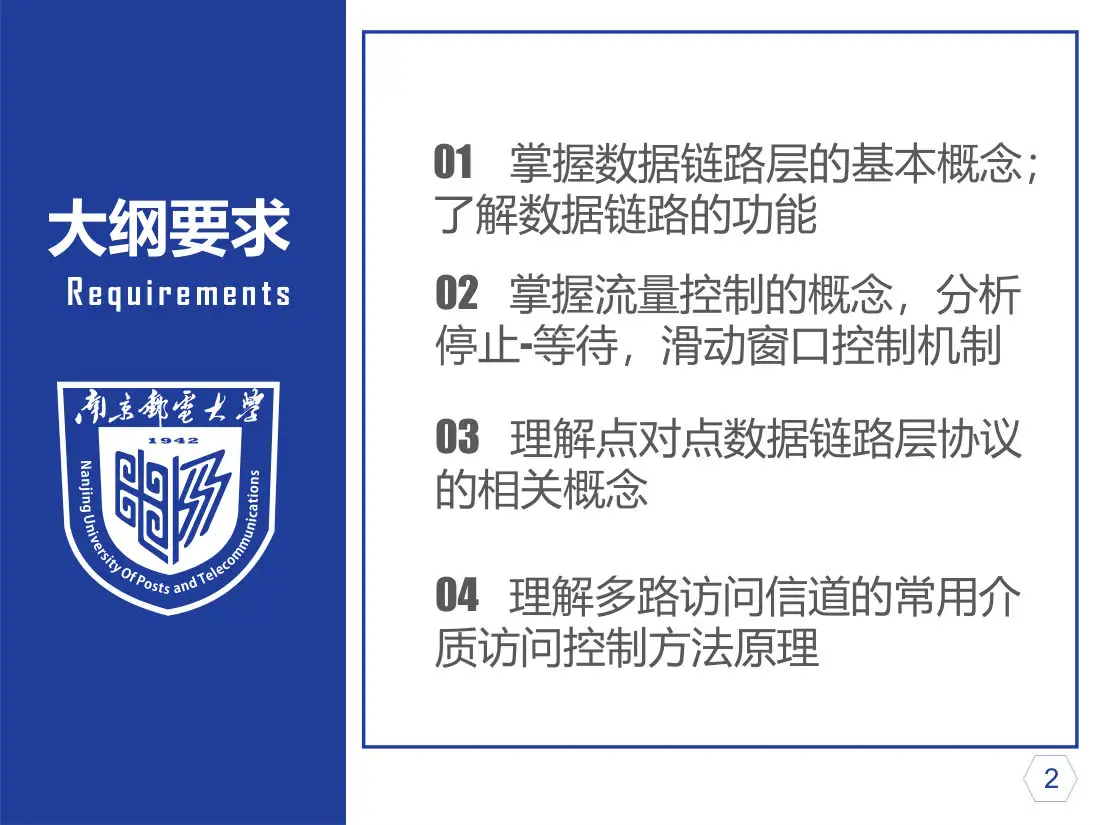 大纲要求
Requirements
南京邮电大学
1942
Nanjing University Of Posts and Telecommunications
01 掌握数据链路层的基本概念；
了解数据链路的功能
02 掌握流量控制的概念，分析
停止-等待，滑动窗口控制机制
03 理解点对点数据链路层协议
的相关概念
04 理解多路访问信道的常用介
质访问控制方法原理
2